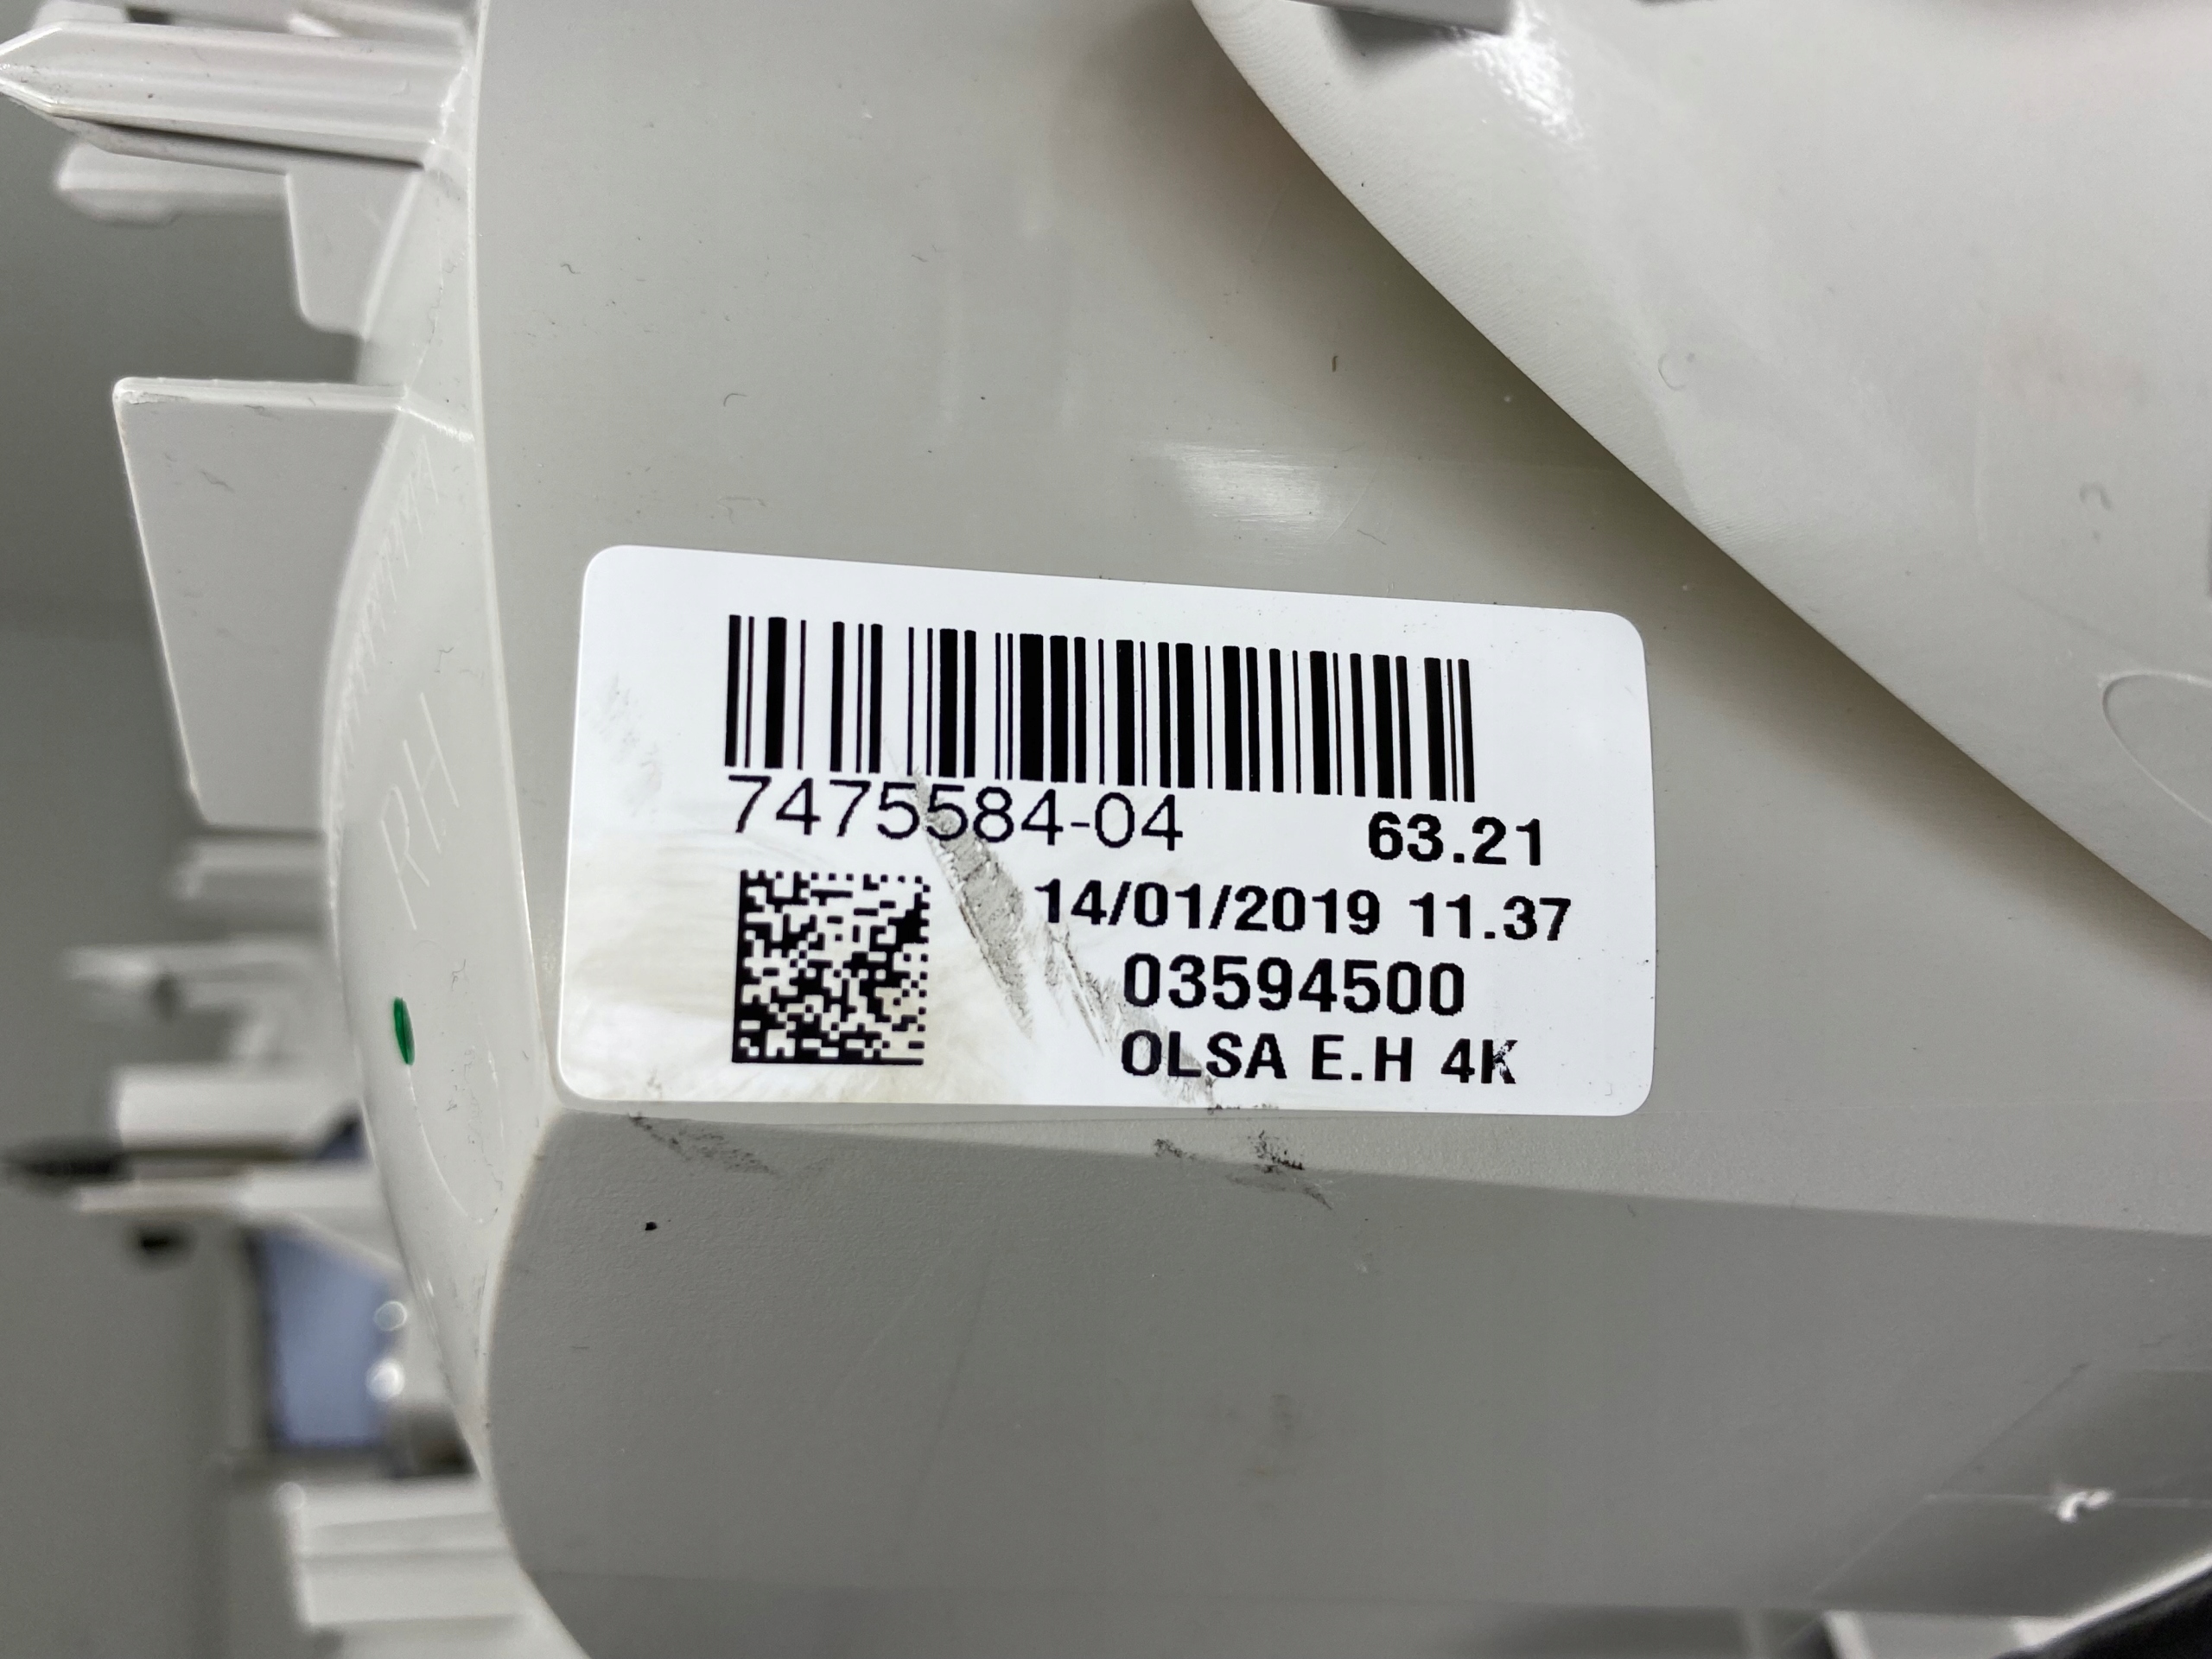 7475584-04
63.21
14/01/2019 11.37
03594500
OLSA E.H 4K
RH